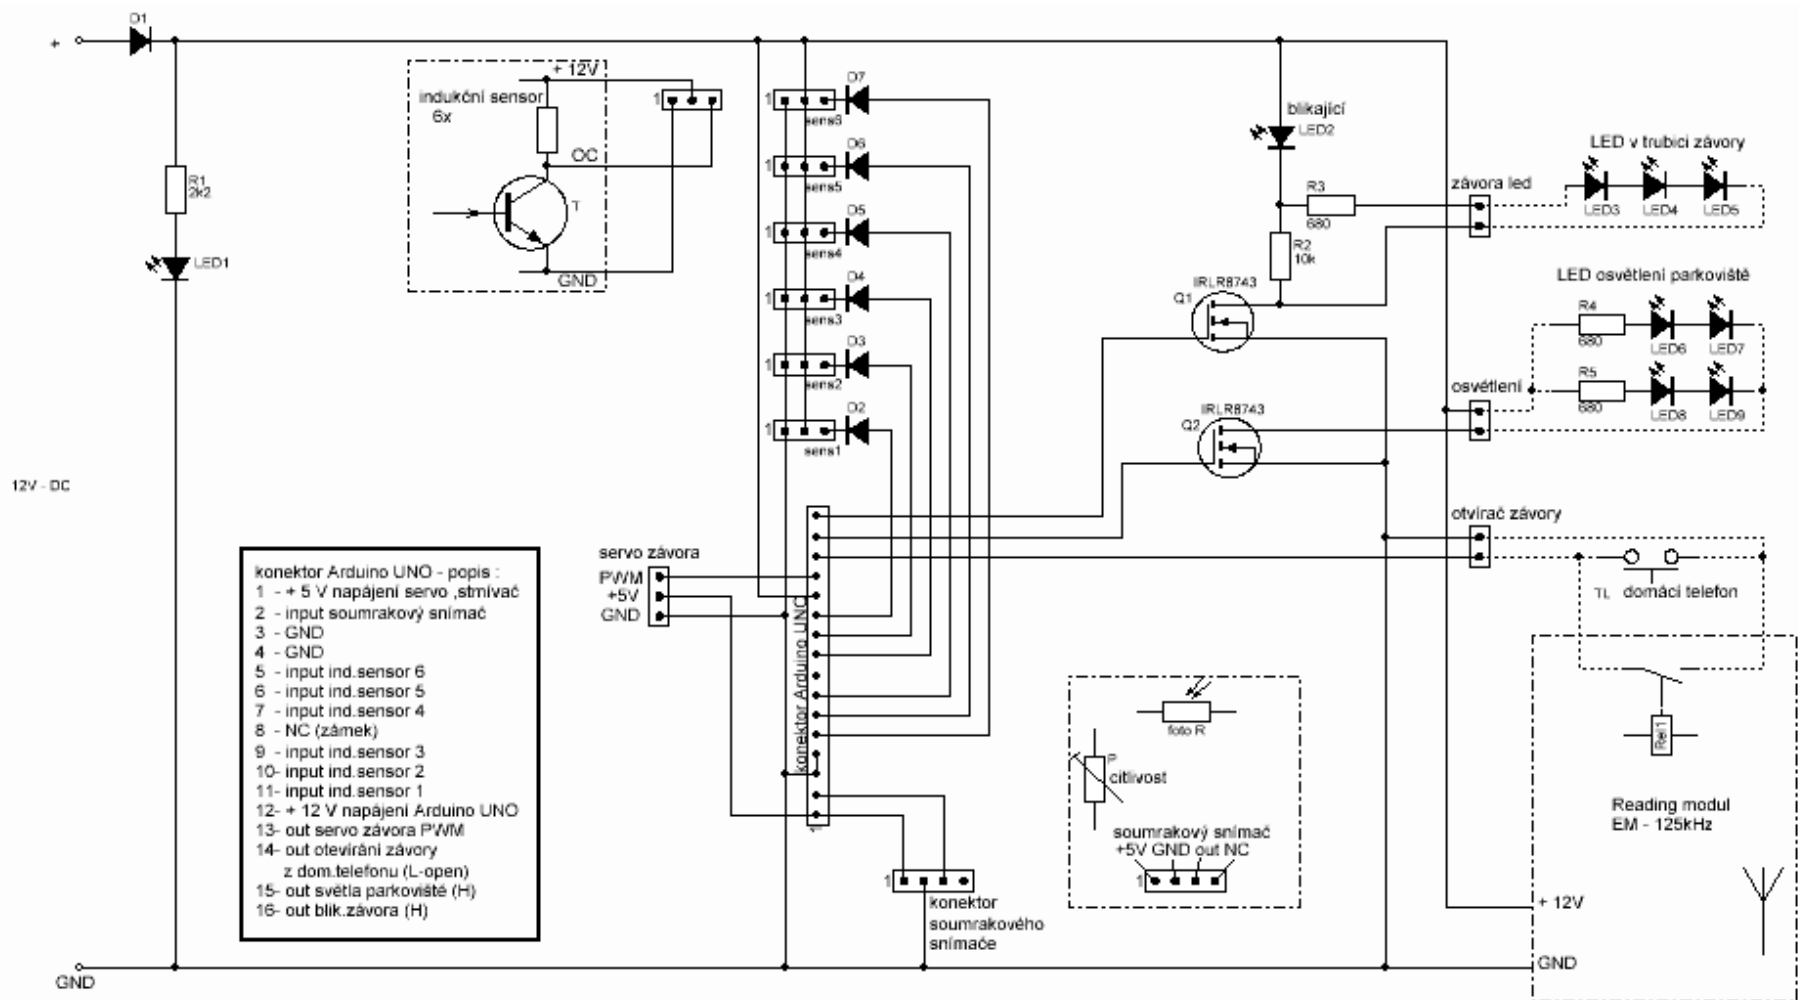 +
D1
R1
2k2
LED1
12V - DC
GND
indukční sensor
6x
+ 12V
1
OC
T
GND
D7
1
sens6
D6
1
sens5
D5
1
sens4
D4
1
sens3
D3
1
sens2
D2
1
sens1
blikající
LED2
R3
680
R2
10k
IRLR8743
Q1
IRLR8743
Q2
LED v trubici závory
závora led
LED3
LED4
LED5
LED osvětlení parkoviště
R4
680
LED6
LED7
osvětlení
R5
680
LED8
LED9
otvírač závory
TL
domácí telefon
Rel1
Reading modul
EM - 125kHz
+ 12V
GND
servo závora
PWM
+5V
GND
konektor Arduino UNO
1
konektor Arduino UNO - popis :
1 - + 5 V napájení servo ,stmívač
2 - input soumrakový snímač
3 - GND
4 - GND
5 - input ind.sensor 6
6 - input ind.sensor 5
7 - input ind.sensor 4
8 - NC (zámek)
9 - input ind.sensor 3
10- input ind.sensor 2
11- input ind.sensor 1
12- + 12 V napájení Arduino UNO
13- out servo závora PWM
14- out otevírání závory
z dom.telefonu (L-open)
15- out světla parkoviště (H)
16- out blik.závora (H)
foto R
P
citlivost
soumrakový snímač
+5V GND out NC
1
1
konektor
soumrakového
snímače